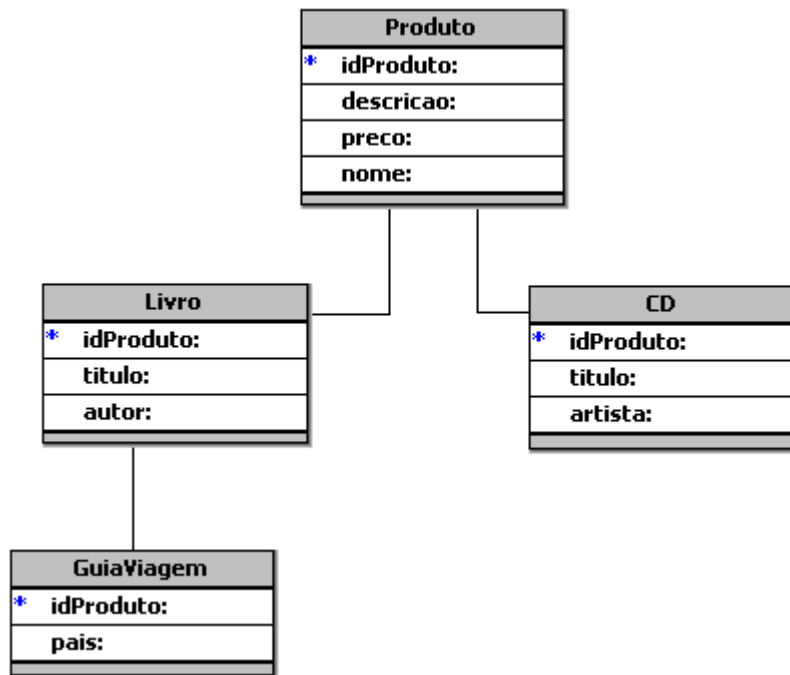 Produto
* idProduto:
descricao:
preco:
nome:
Livro
* idProduto:
titulo:
autor:
CD
* idProduto:
titulo:
artista:
GuiaViagem
* idProduto:
pais: